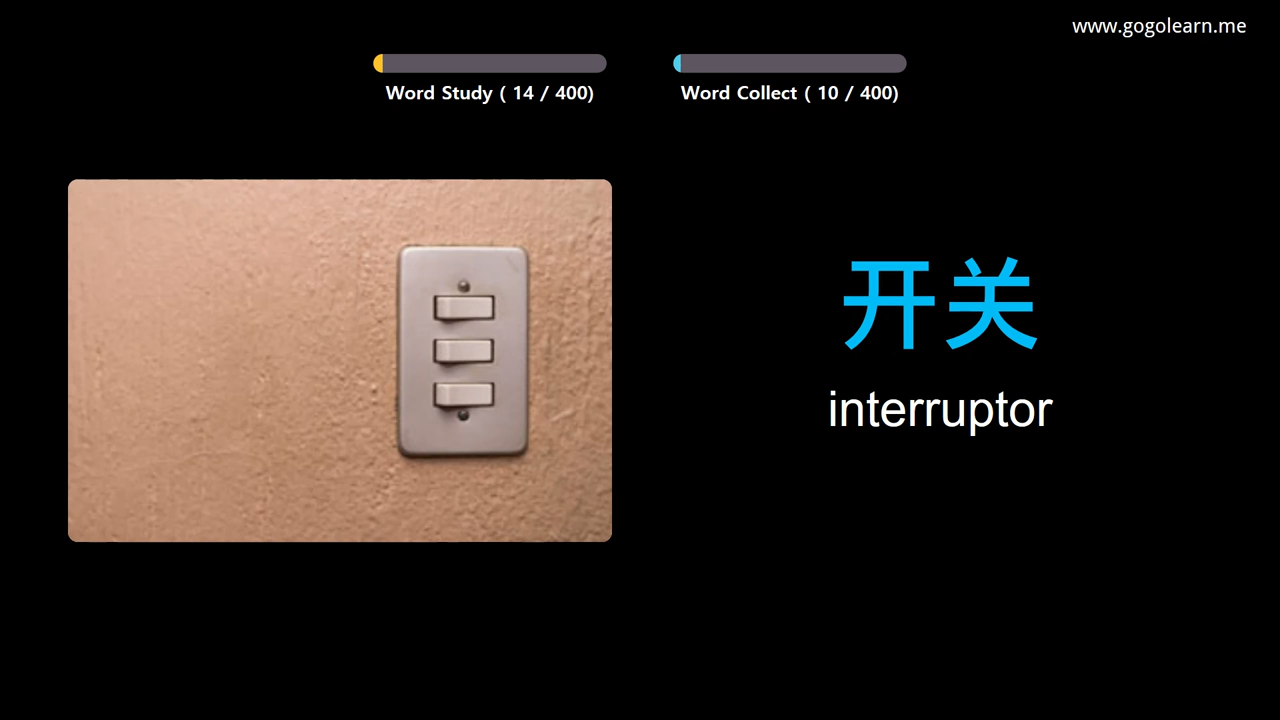 www.gogolearn.me
Word Study ( 14 / 400)
Word Collect ( 10 / 400)
开关
interruptor